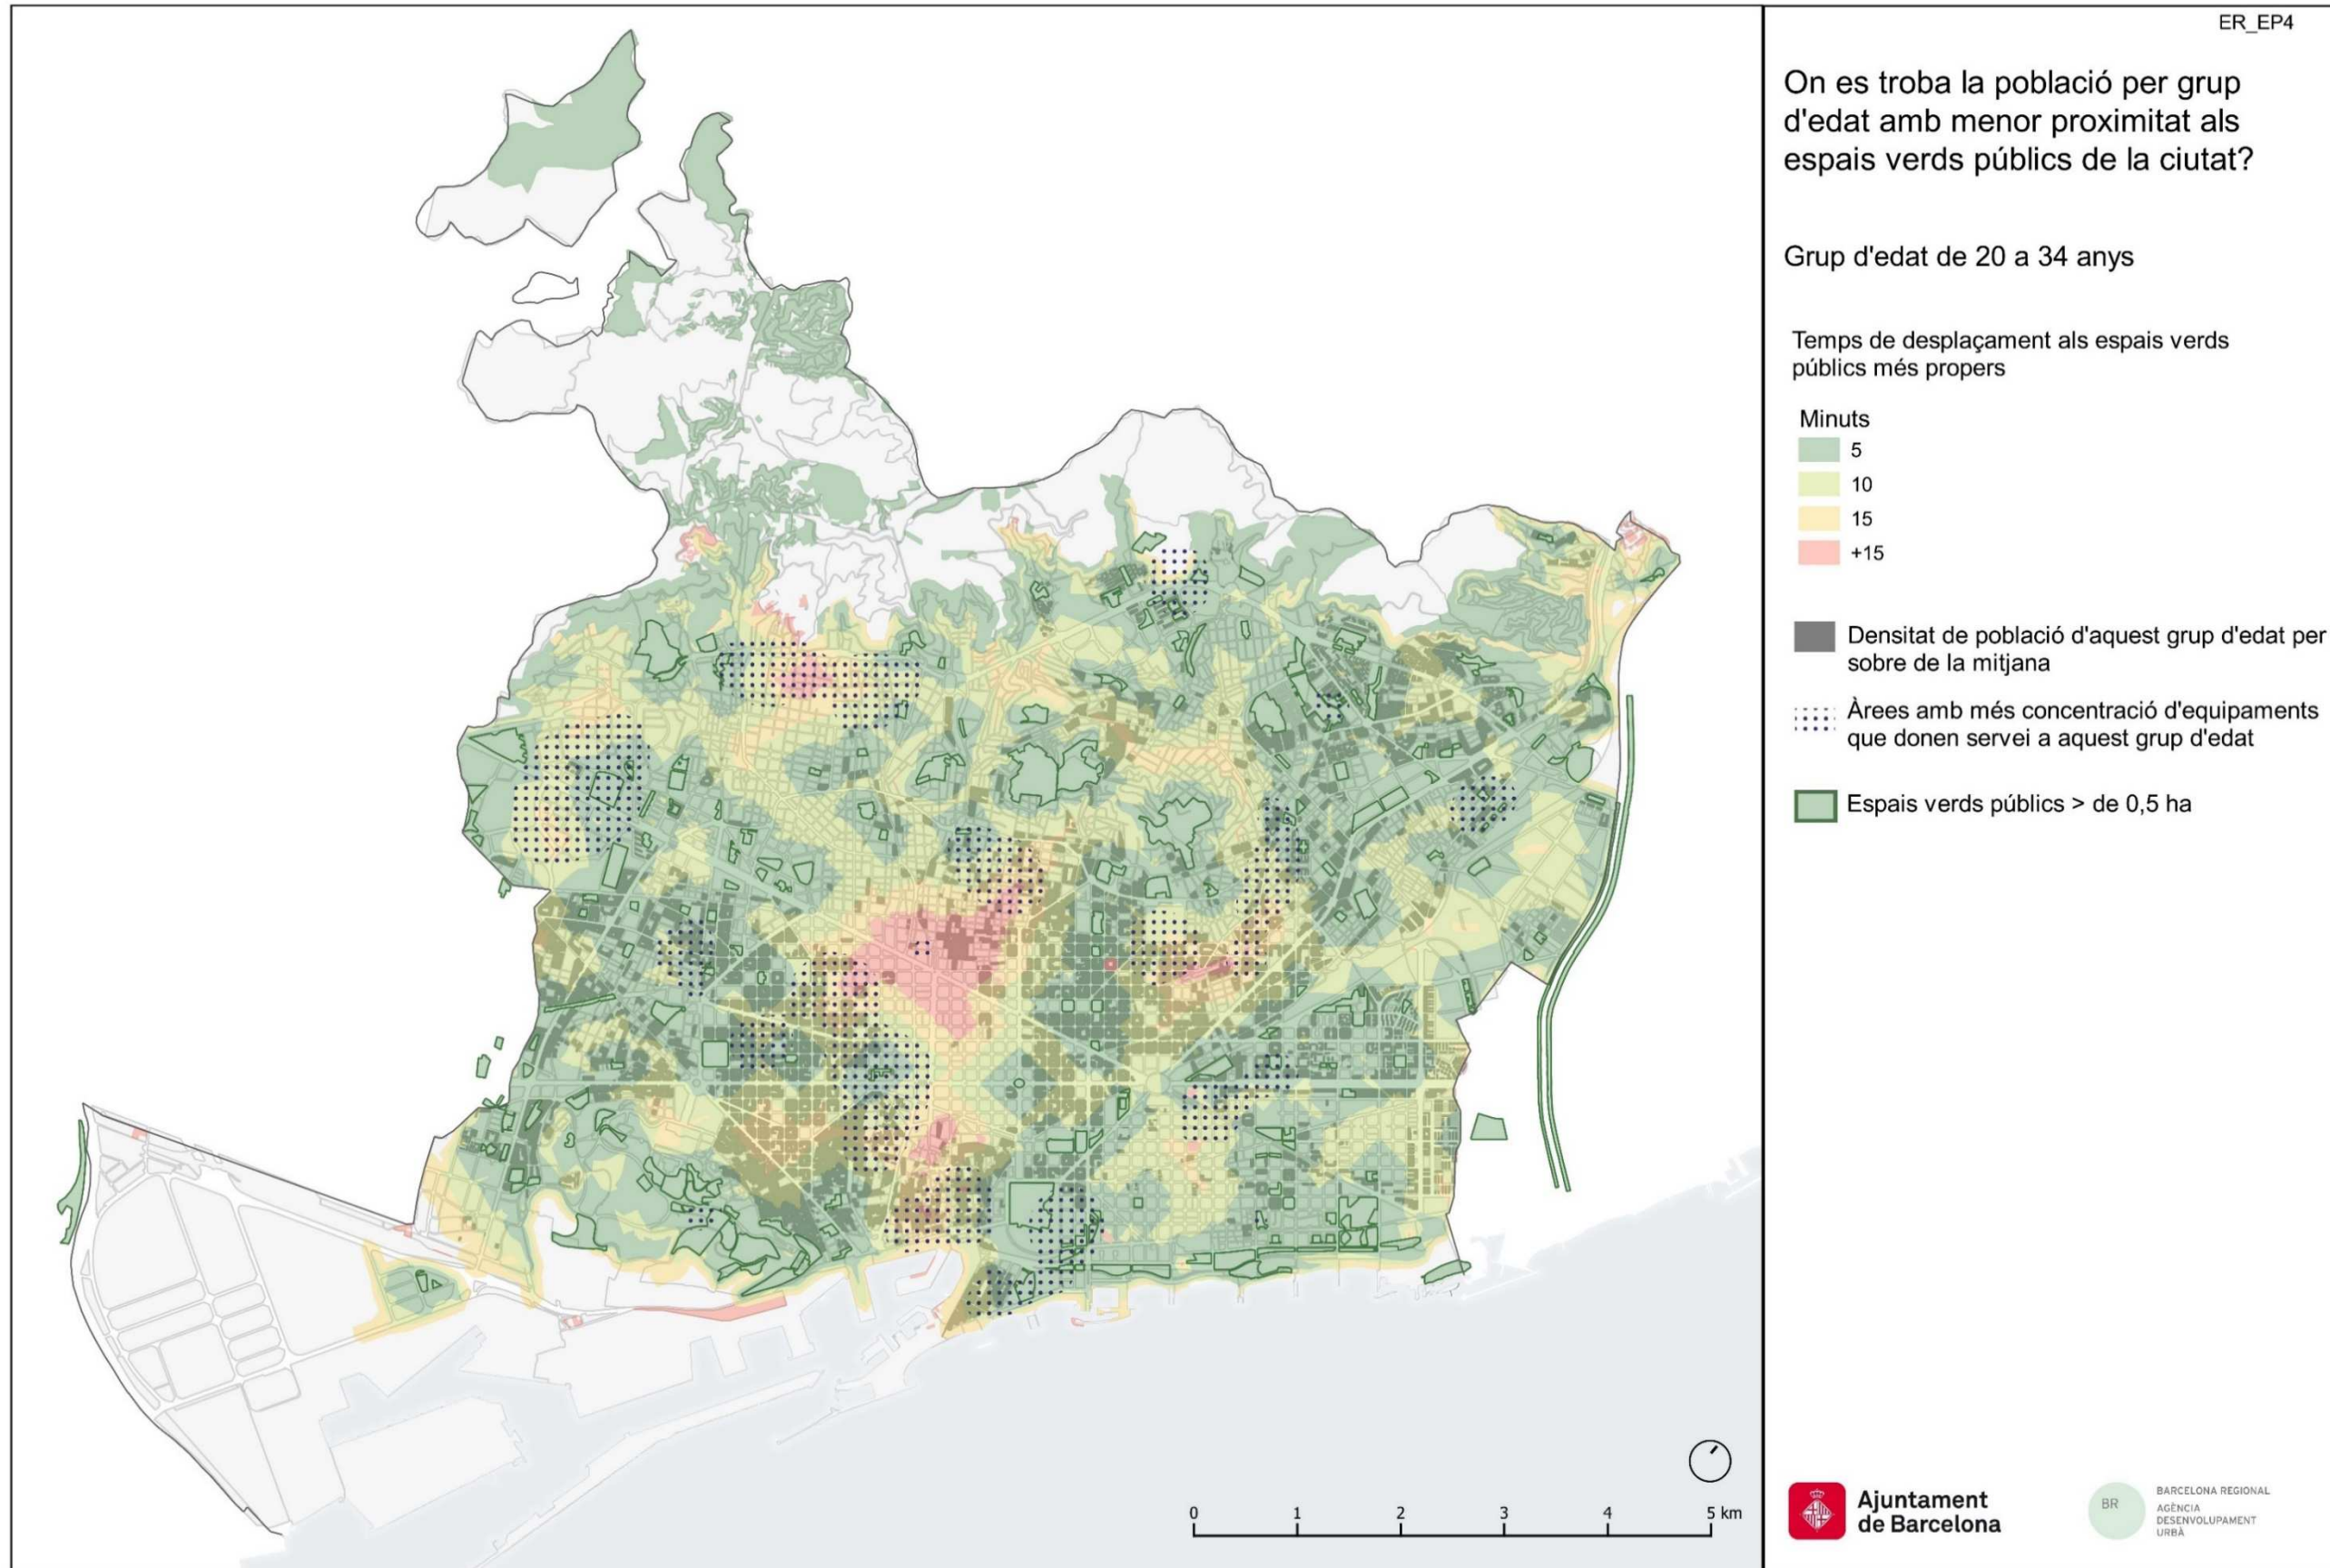 ER_EP4
On es troba la població per grup
d'edat amb menor proximitat als
espais verds públics de la ciutat?
Grup d'edat de 20 a 34 anys
Temps de desplaçament als espais verds
públics més propers
Minuts
5
10
15
+15
Densitat de població d'aquest grup d'edat per
sobre de la mitjana
Àrees amb més concentració d'equipaments
que donen servei a aquest grup d'edat
Espais verds públics > de 0,5 ha
0 1 2 3 4 5 km
Ajuntament
de Barcelona
BR
BARCELONA REGIONAL
AGÈNCIA
DESENVOLUPAMENT
URBÀ